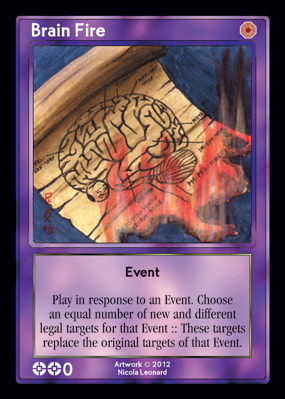 Brain Fire
Event
Play in response to an Event. Choose
an equal number of new and different
legal targets for that Event :: These targets
replace the original targets of that Event.
0
Artwork © 2012
Nicola Leonard